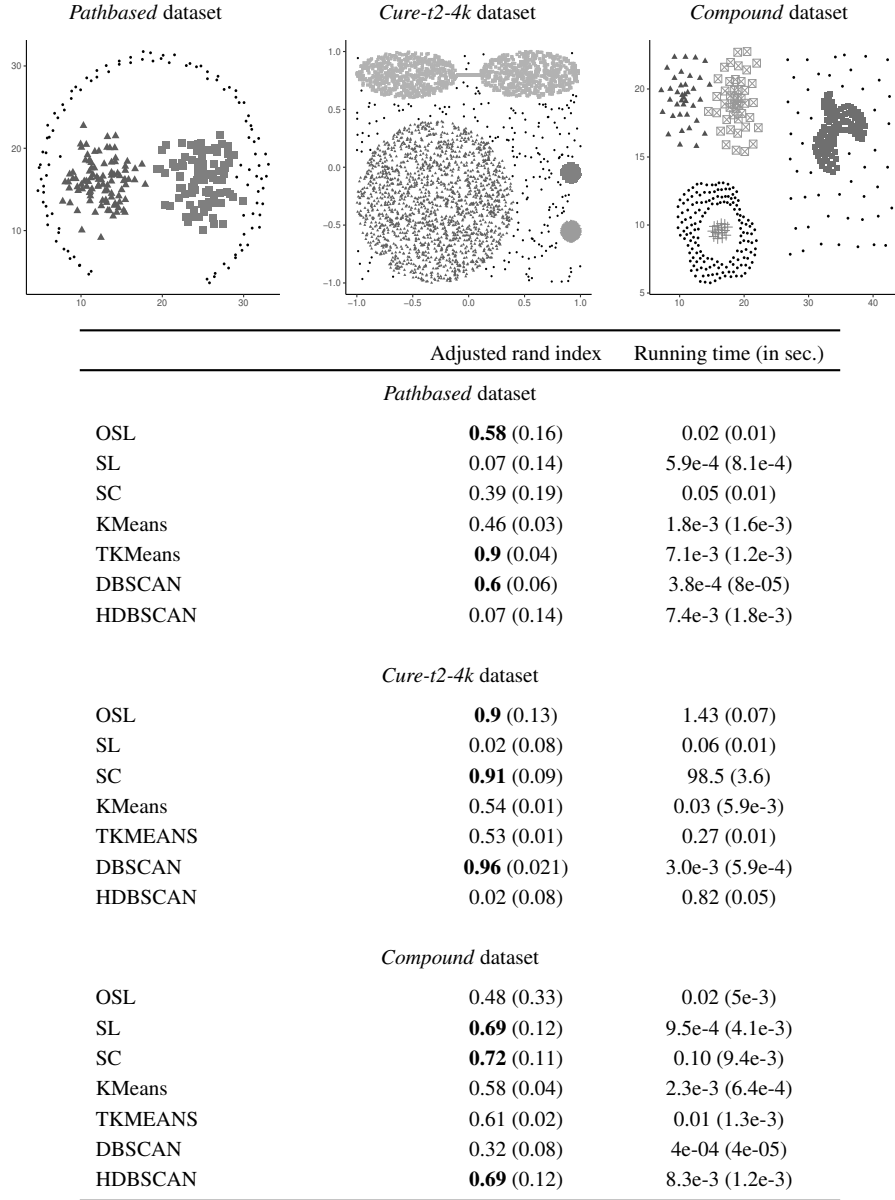 Pathbased dataset
Cure-t2-4k dataset
Compound dataset
30
20
10
10
20
30
1.0
0.5
0.0
−0.5
−1.0
−1.0
−0.5
0.0
0.5
1.0
20
15
10
5
10
20
30
40
Adjusted rand index Running time (in sec.)
Pathbased dataset
OSL 0.58 (0.16) 0.02 (0.01)
SL 0.07 (0.14) 5.9e-4 (8.1e-4)
SC 0.39 (0.19) 0.05 (0.01)
KMeans 0.46 (0.03) 1.8e-3 (1.6e-3)
TKMeans 0.9 (0.04) 7.1e-3 (1.2e-3)
DBSCAN 0.6 (0.06) 3.8e-4 (8e-05)
HDBSCAN 0.07 (0.14) 7.4e-3 (1.8e-3)
Cure-t2-4k dataset
OSL 0.9 (0.13) 1.43 (0.07)
SL 0.02 (0.08) 0.06 (0.01)
SC 0.91 (0.09) 98.5 (3.6)
KMeans 0.54 (0.01) 0.03 (5.9e-3)
TKMEANS 0.53 (0.01) 0.27 (0.01)
DBSCAN 0.96 (0.021) 3.0e-3 (5.9e-4)
HDBSCAN 0.02 (0.08) 0.82 (0.05)
Compound dataset
OSL 0.48 (0.33) 0.02 (5e-3)
SL 0.69 (0.12) 9.5e-4 (4.1e-3)
SC 0.72 (0.11) 0.10 (9.4e-3)
KMeans 0.58 (0.04) 2.3e-3 (6.4e-4)
TKMEANS 0.61 (0.02) 0.01 (1.3e-3)
DBSCAN 0.32 (0.08) 4e-04 (4e-05)
HDBSCAN 0.69 (0.12) 8.3e-3 (1.2e-3)